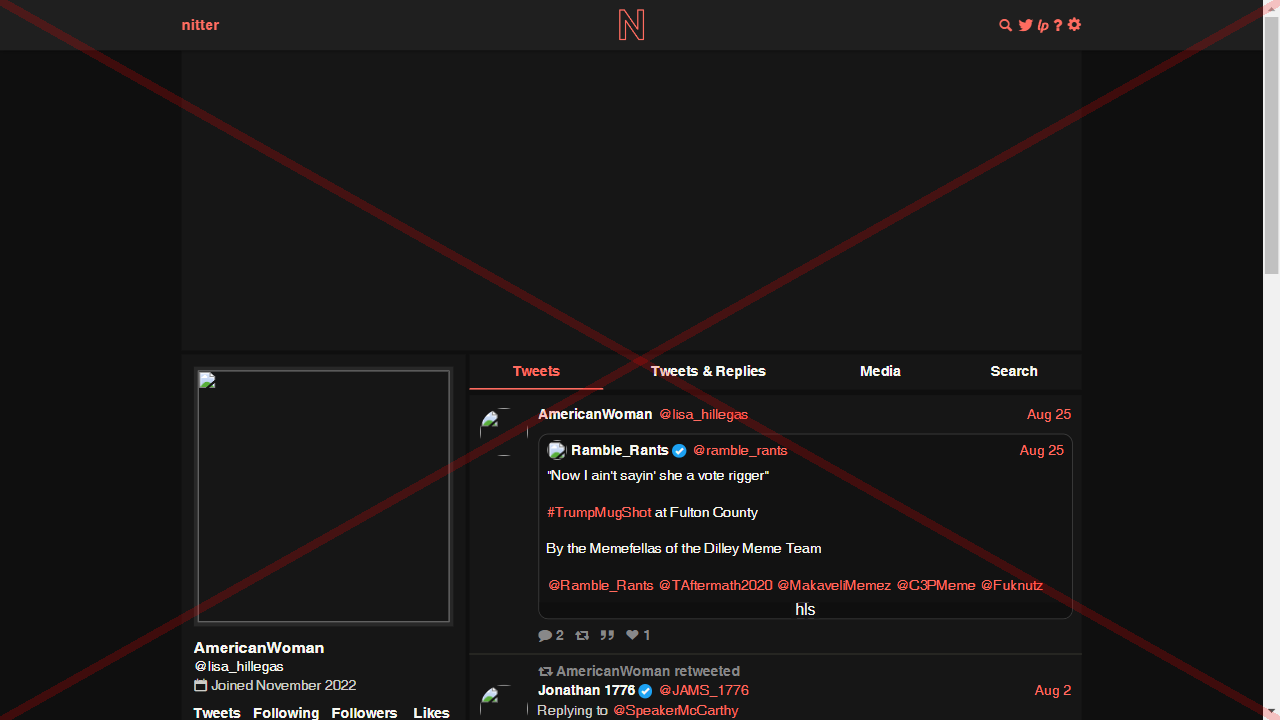 nitter
N
lp ?
Tweets
Tweets & Replies
Media
Search
AmericanWoman @lisa_hillegas Aug 25
Ramble_Rants @ramble_rants Aug 25
"Now I ain't sayin' she a vote rigger"
#TrumpMugShot at Fulton County
By the Memefellas of the Dilley Meme Team
@Ramble_Rants @TAftermath2020 @MakaveliMemez @C3PMeme @Fuknutz
hls
2 1
AmericanWoman retweeted
Jonathan 1776 @JAMS_1776 Aug 2
Replying to @SpeakerMcCarthy
AmericanWoman
@lisa_hillegas
Joined November 2022
Tweets Following Followers Likes